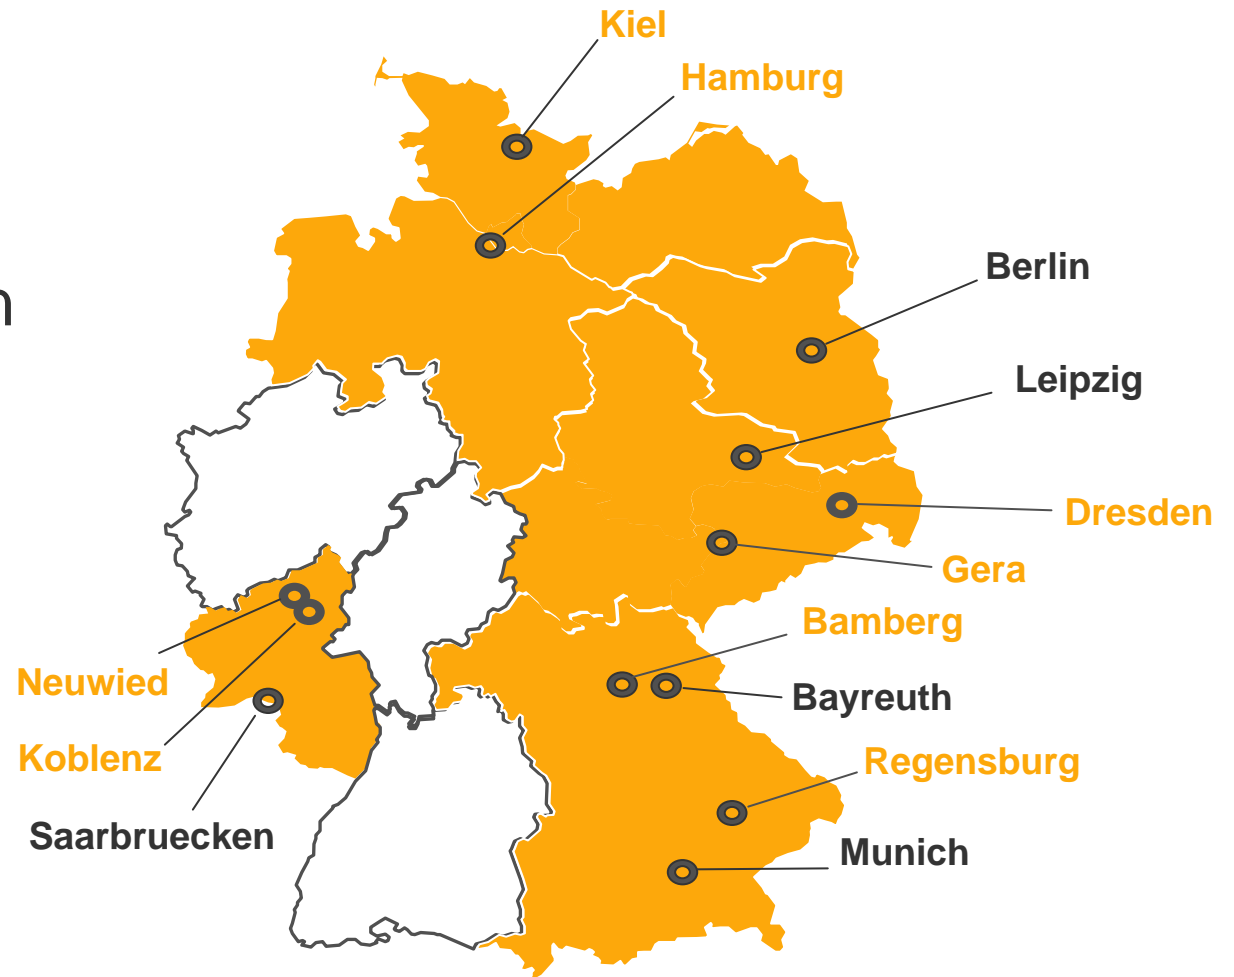 Kiel
Hamburg
Berlin
n
Leipzig
Dresden
Gera
Bamberg
Neuwied
Bayreuth
Koblenz
Regensburg
Saarbruecken
Munich